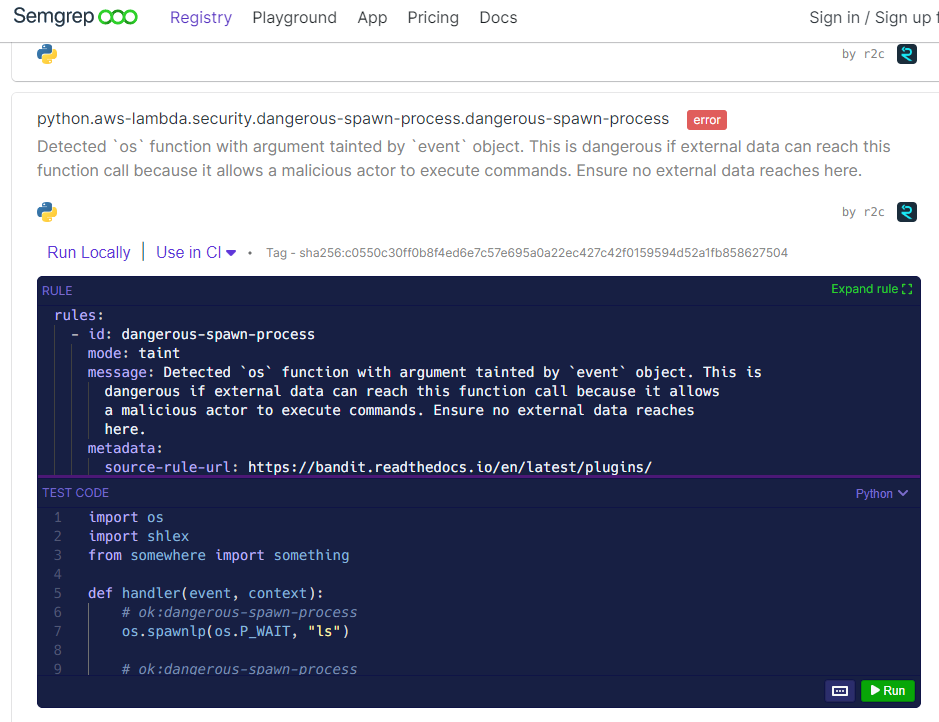 Semgrep Registry Playground App Pricing Docs Sign in / Sign up f
by r2c
python.aws-lambda.security.dangerous-spawn-process.dangerous-spawn-process error
Detected `os` function with argument tainted by `event` object. This is dangerous if external data can reach this
function call because it allows a malicious actor to execute commands. Ensure no external data reaches here.
by r2c
Run Locally | Use in CI • Tag - sha256:c0550c30ff0b8f4ed6e7c57e695a0a22ec427c42f0159594d52a1fb858627504
RULE Expand rule
rules:
- id: dangerous-spawn-process
mode: taint
message: Detected `os` function with argument tainted by `event` object. This is
dangerous if external data can reach this function call because it allows
a malicious actor to execute commands. Ensure no external data reaches
here.
metadata:
source-rule-url: https://bandit.readthedocs.io/en/latest/plugins/
TEST CODE Python
1 import os
2 import shlex
3 from somewhere import something
4
5 def handler(event, context):
6 # ok:dangerous-spawn-process
7 os.spawnlp(os.P_WAIT, "ls")
8
9 # ok:dangerous-spawn-process
Run